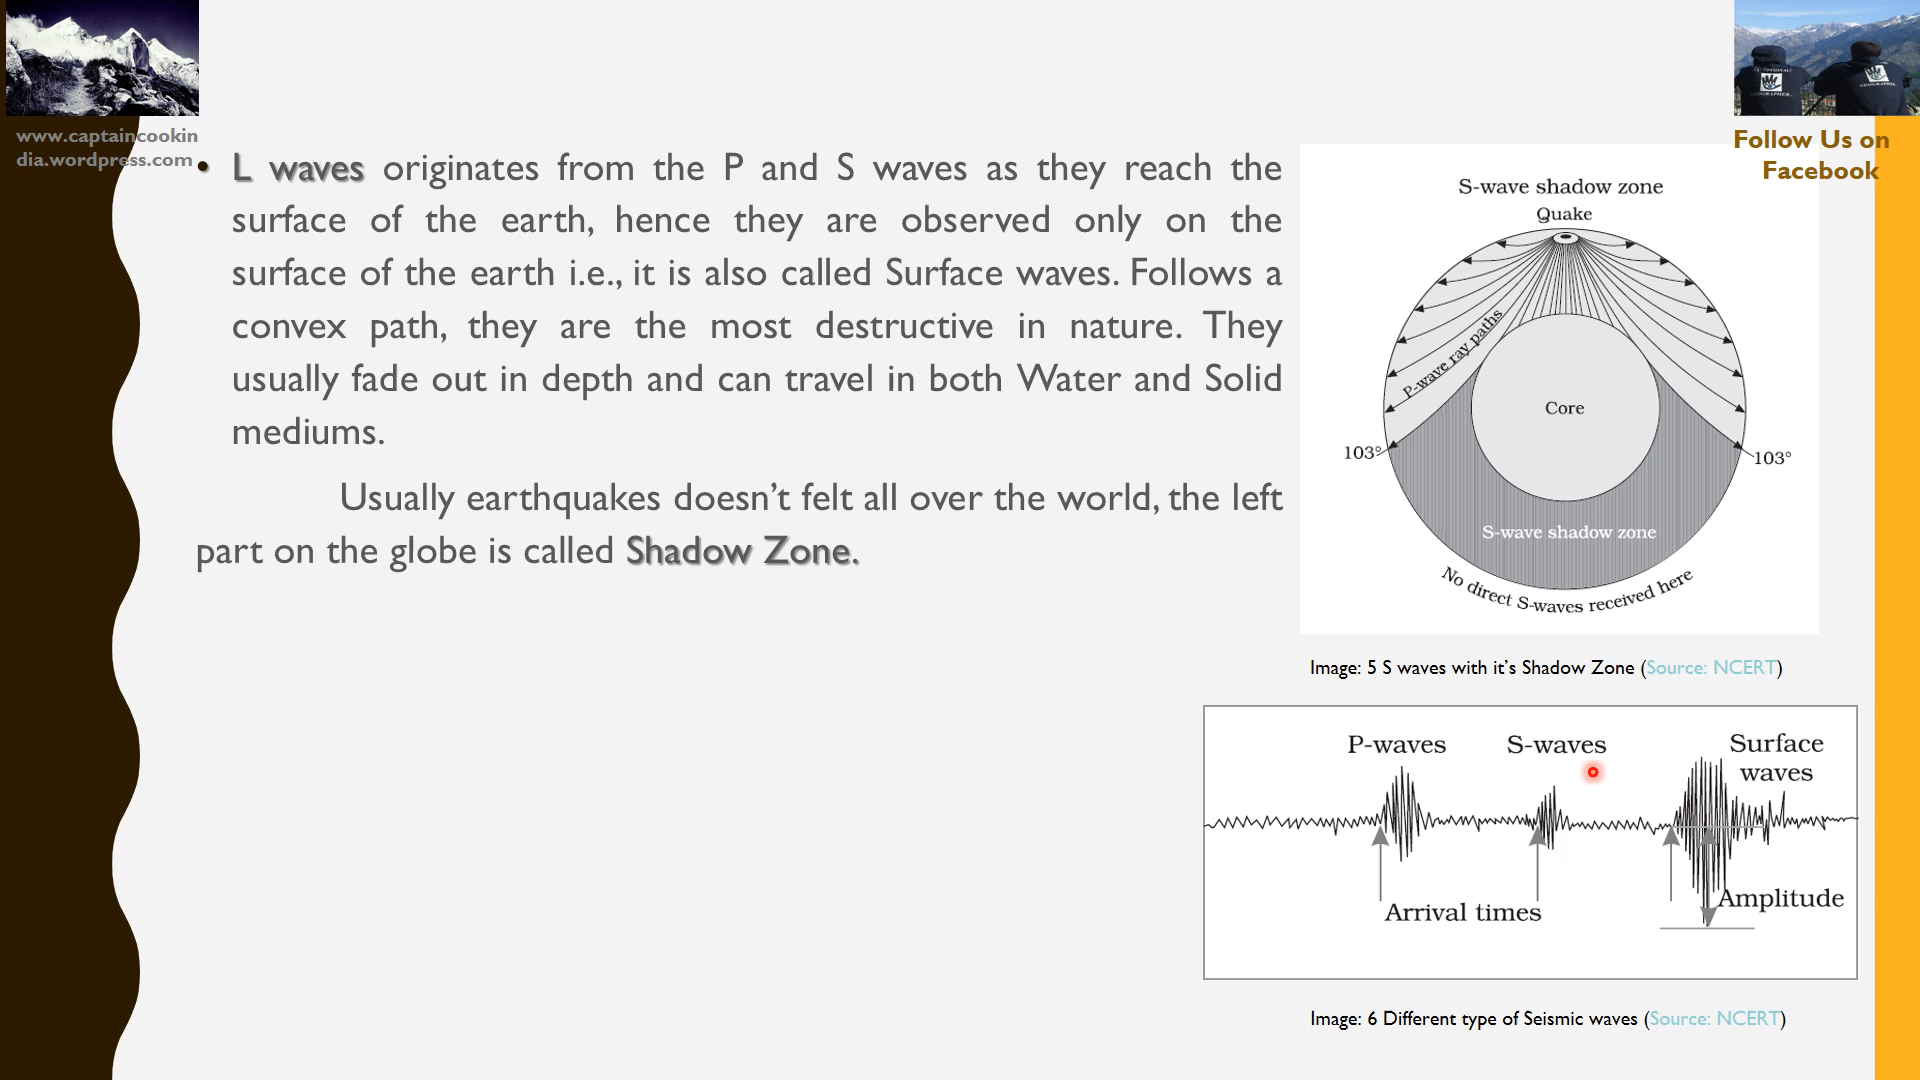 www.captaincookin
dia.wordpress.com
Follow Us on
Facebook
• L waves originates from the P and S waves as they reach the
surface of the earth, hence they are observed only on the
surface of the earth i.e., it is also called Surface waves. Follows a
convex path, they are the most destructive in nature. They
usually fade out in depth and can travel in both Water and Solid
mediums.
Usually earthquakes doesn’t felt all over the world, the left
part on the globe is called Shadow Zone.
S-wave shadow zone
Quake
P-wave ray paths
Core
103°
103°
S-wave shadow zone
No direct S-waves received here
Image: 5 S waves with it’s Shadow Zone (Source: NCERT)
P-waves
S-waves
Surface
waves
Arrival times
Amplitude
Image: 6 Different type of Seismic waves (Source: NCERT)